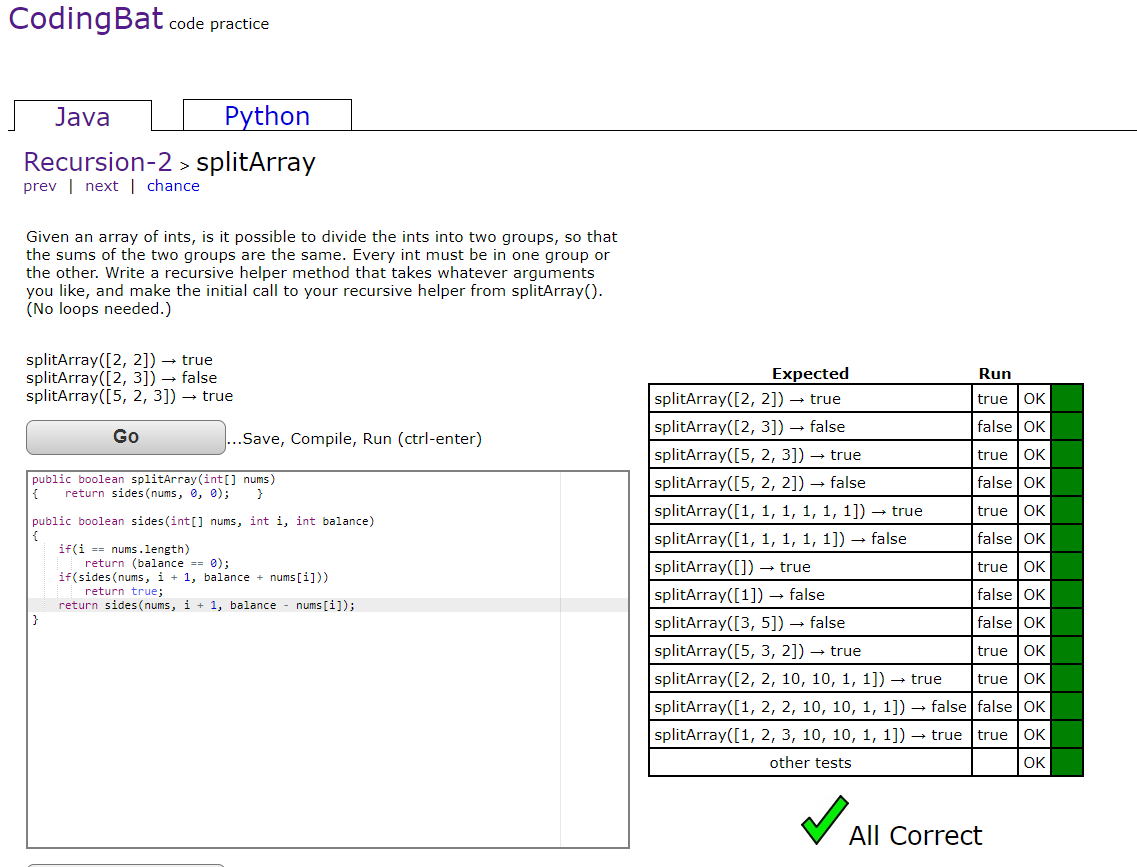 CodingBat code practice
Java
Python
Recursion-2 > splitArray
prev | next | chance
Given an array of ints, is it possible to divide the ints into two groups, so that
the sums of the two groups are the same. Every int must be in one group or
the other. Write a recursive helper method that takes whatever arguments
you like, and make the initial call to your recursive helper from splitArray().
(No loops needed.)
splitArray([2, 2]) → true
splitArray([2, 3]) → false
splitArray([5, 2, 3]) → true
Go
...Save, Compile, Run (ctrl-enter)
public boolean splitArray(int[] nums)
{    return sides(nums, 0, 0);    }
public boolean sides(int[] nums, int i, int balance)
{
    if(i == nums.length)
        return (balance == 0);
    if(sides(nums, i + 1, balance + nums[i]))
        return true;
    return sides(nums, i + 1, balance - nums[i]);
}
Expected Run
splitArray([2, 2]) → true true OK
splitArray([2, 3]) → false false OK
splitArray([5, 2, 3]) → true true OK
splitArray([5, 2, 2]) → false false OK
splitArray([1, 1, 1, 1, 1, 1]) → true true OK
splitArray([1, 1, 1, 1, 1]) → false false OK
splitArray([]) → true true OK
splitArray([1]) → false false OK
splitArray([3, 5]) → false false OK
splitArray([5, 3, 2]) → true true OK
splitArray([2, 2, 10, 10, 1, 1]) → true true OK
splitArray([1, 2, 2, 10, 10, 1, 1]) → false false OK
splitArray([1, 2, 3, 10, 10, 1, 1]) → true true OK
other tests OK
All Correct